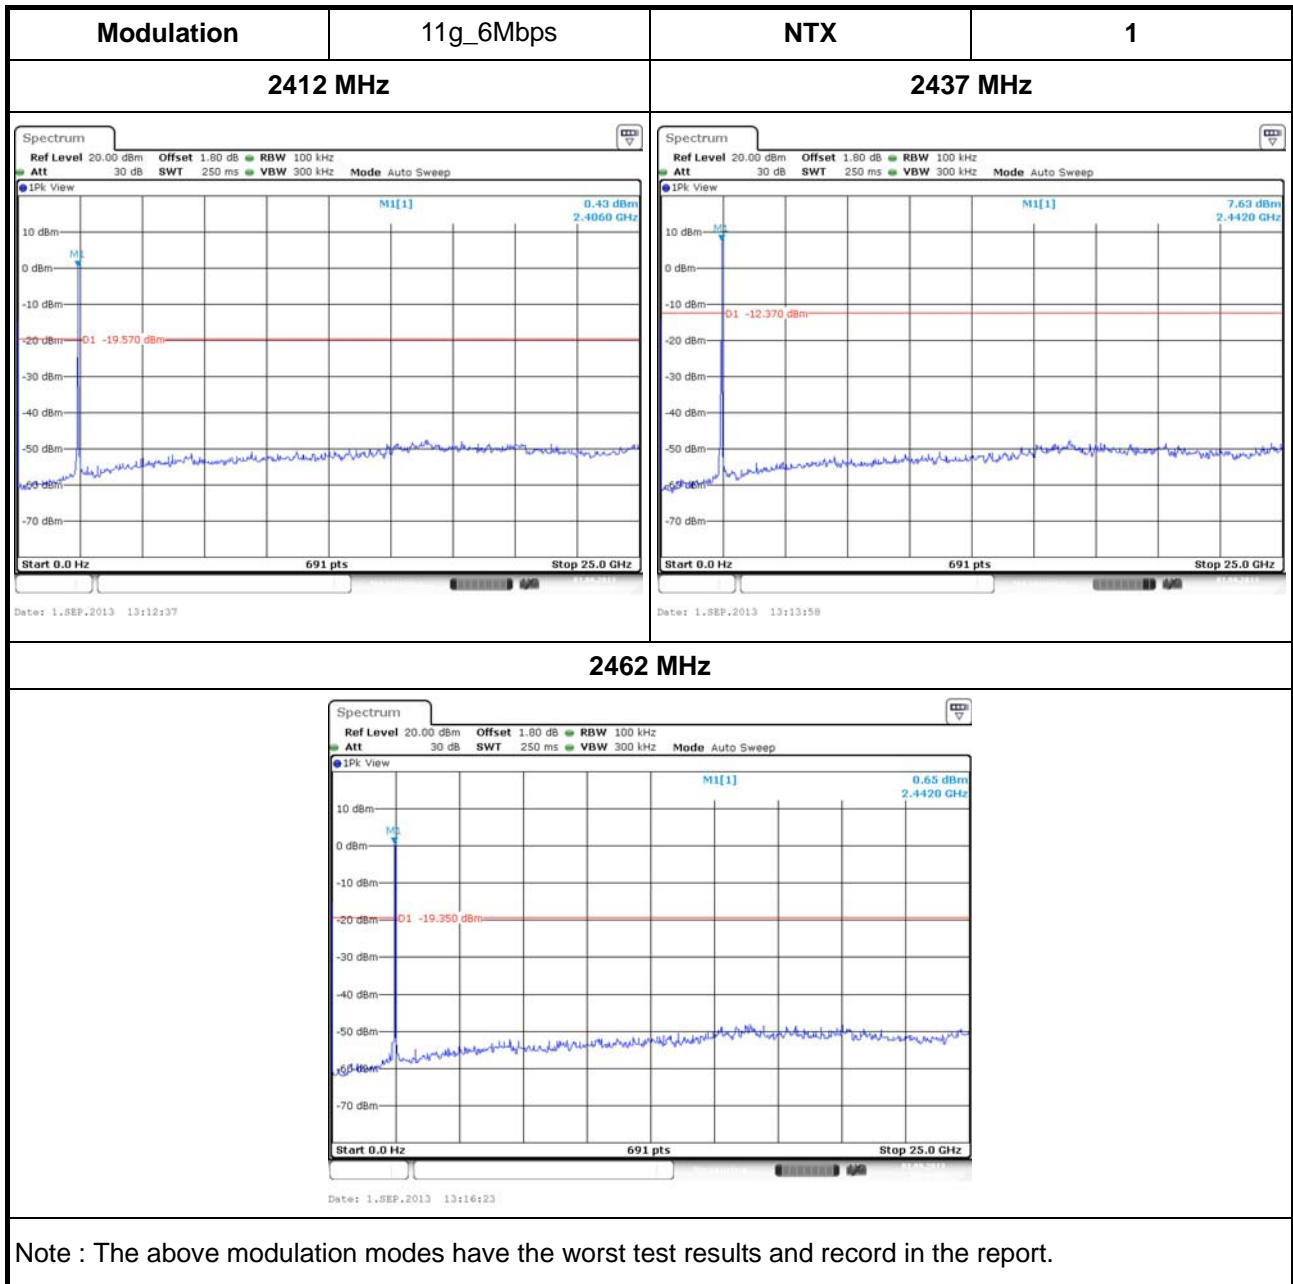 Modulation 11g_6Mbps NTX 1
2412 MHz 2437 MHz
Spectrum
Ref Level 20.00 dBm Offset 1.80 dB RBW 100 kHz
Att 30 dB SWT 250 ms VBW 300 kHz Mode Auto Sweep
1Pk View
M1[1] 0.43 dBm
2.4060 GHz
10 dBm
M1
0 dBm
-10 dBm
-20 dBm D1 -19.570 dBm
-30 dBm
-40 dBm
-50 dBm
-60 dBm
-70 dBm
Start 0.0 Hz 691 pts Stop 25.0 GHz
Date: 1.SEP.2013 13:12:37
Spectrum
Ref Level 20.00 dBm Offset 1.80 dB RBW 100 kHz
Att 30 dB SWT 250 ms VBW 300 kHz Mode Auto Sweep
1Pk View
M1[1] 7.63 dBm
2.4420 GHz
10 dBm M1
0 dBm
-10 dBm
D1 -12.370 dBm
-20 dBm
-30 dBm
-40 dBm
-50 dBm
-60 dBm
-70 dBm
Start 0.0 Hz 691 pts Stop 25.0 GHz
Date: 1.SEP.2013 13:13:58
2462 MHz
Spectrum
Ref Level 20.00 dBm Offset 1.80 dB RBW 100 kHz
Att 30 dB SWT 250 ms VBW 300 kHz Mode Auto Sweep
1Pk View
M1[1] 0.65 dBm
2.4420 GHz
10 dBm
M1
0 dBm
-10 dBm
-20 dBm D1 -19.350 dBm
-30 dBm
-40 dBm
-50 dBm
-60 dBm
-70 dBm
Start 0.0 Hz 691 pts Stop 25.0 GHz
Date: 1.SEP.2013 13:16:23
Note : The above modulation modes have the worst test results and record in the report.